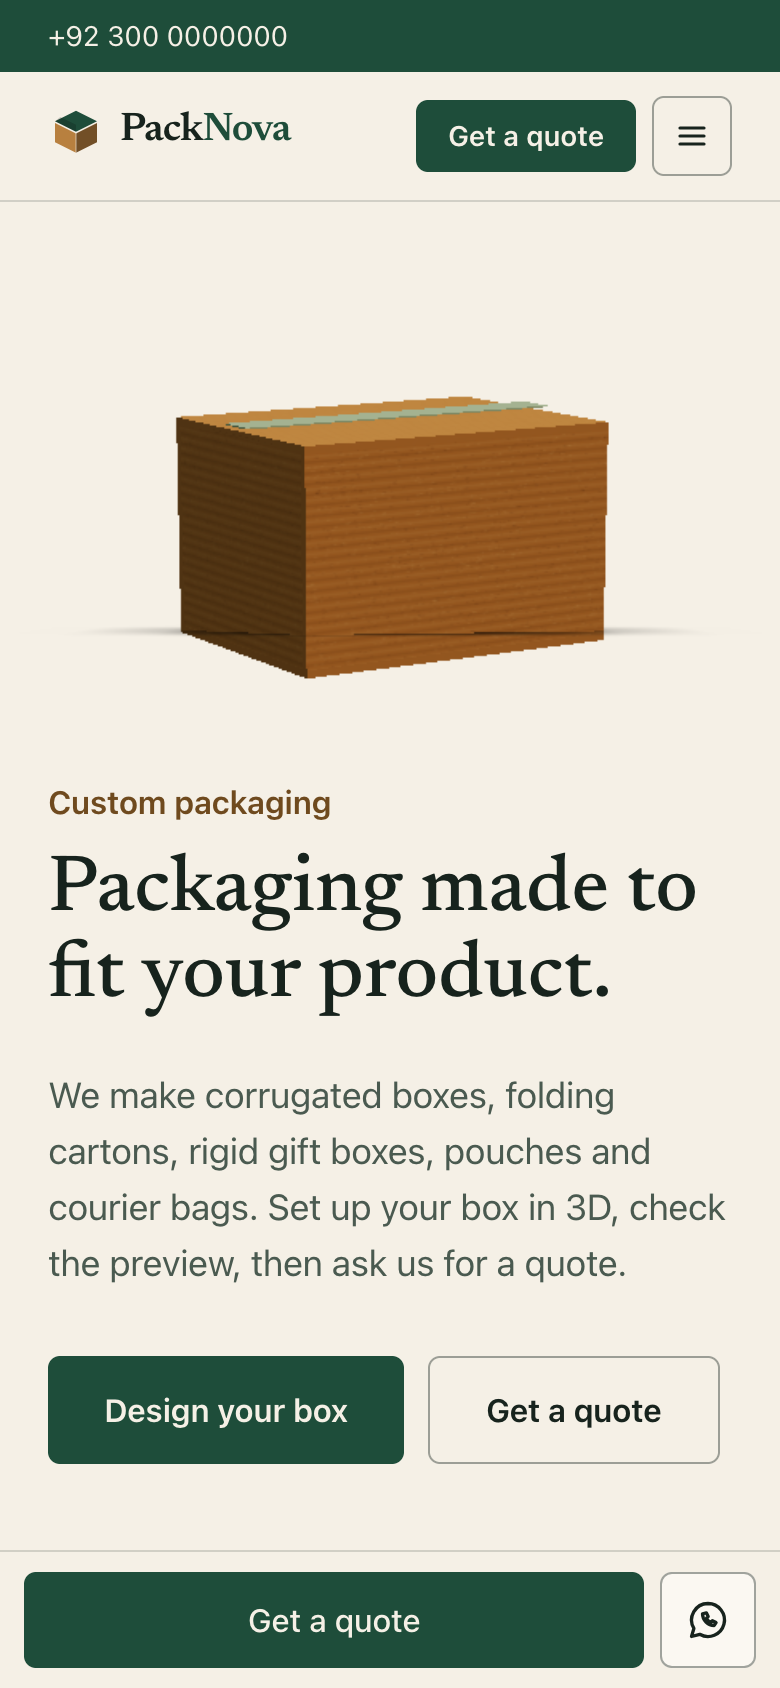 +92 300 0000000
PackNova
Get a quote
Custom packaging
Packaging made to
fit your product.
We make corrugated boxes, folding
cartons, rigid gift boxes, pouches and
courier bags. Set up your box in 3D, check
the preview, then ask us for a quote.
Design your box
Get a quote
Get a quote